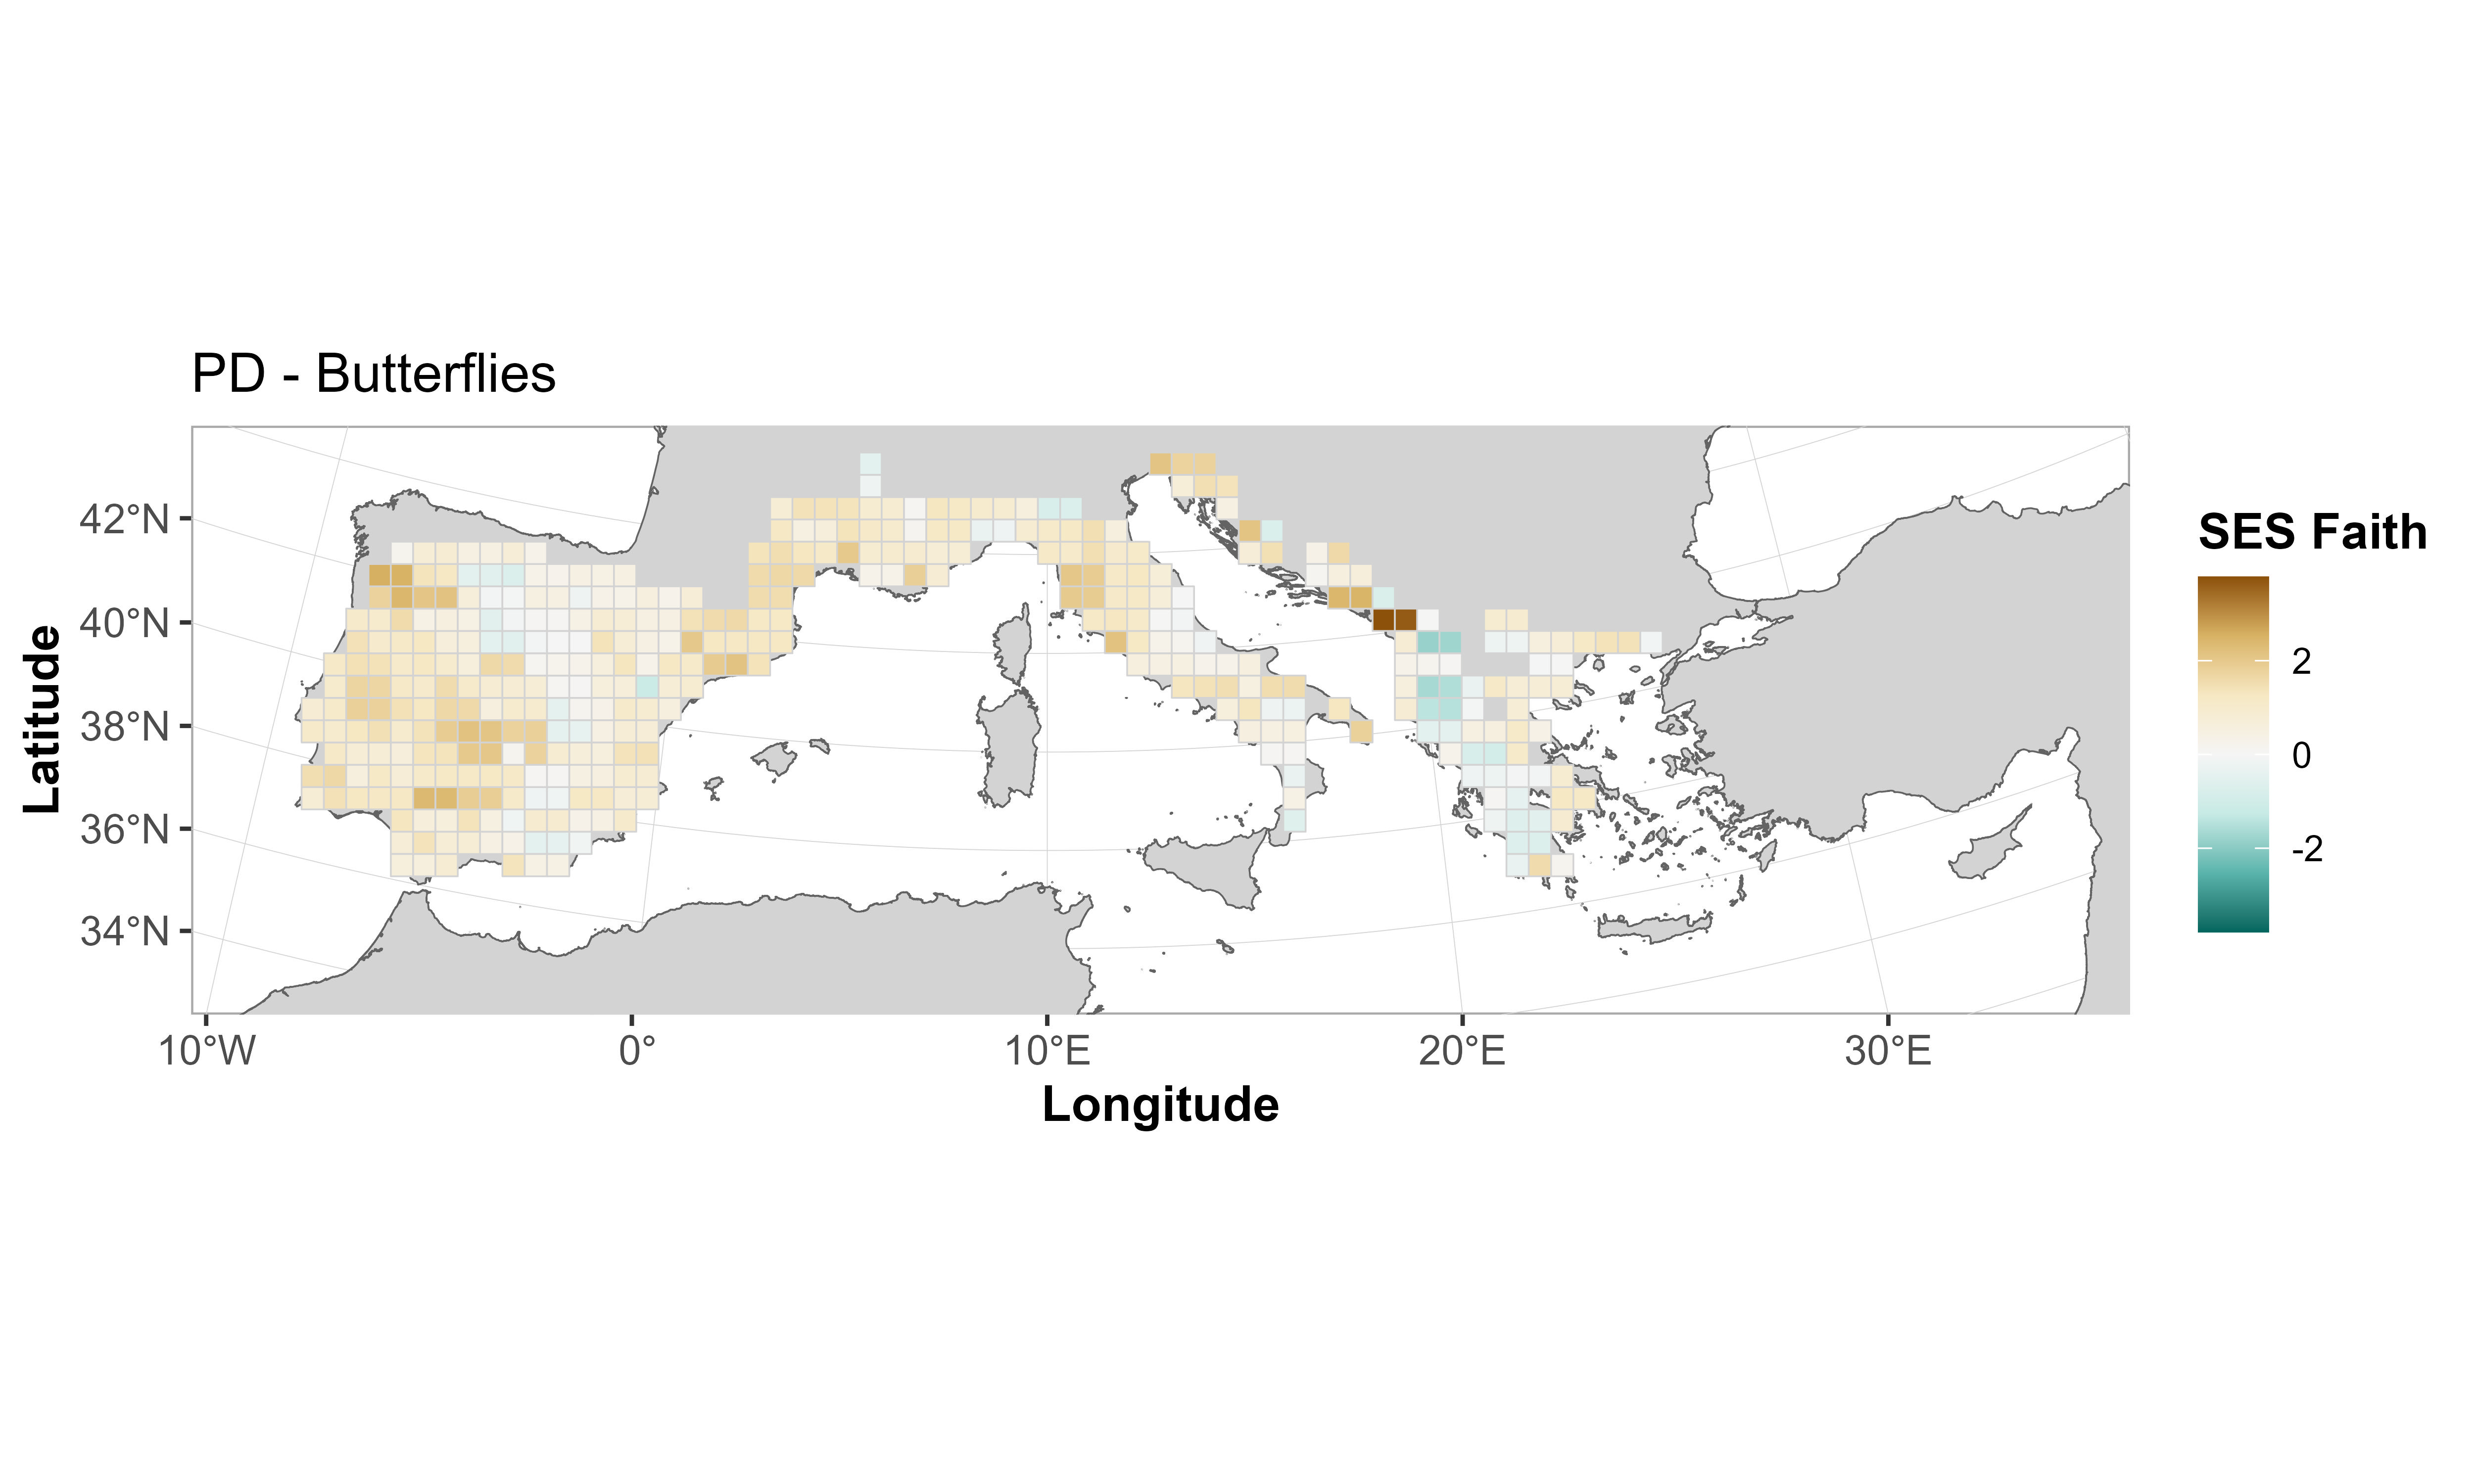 PD - Butterflies
42°N
40°N
38°N
36°N
34°N
Latitude
10°W
0°
10°E
20°E
30°E
Longitude
SES Faith
2
0
-2